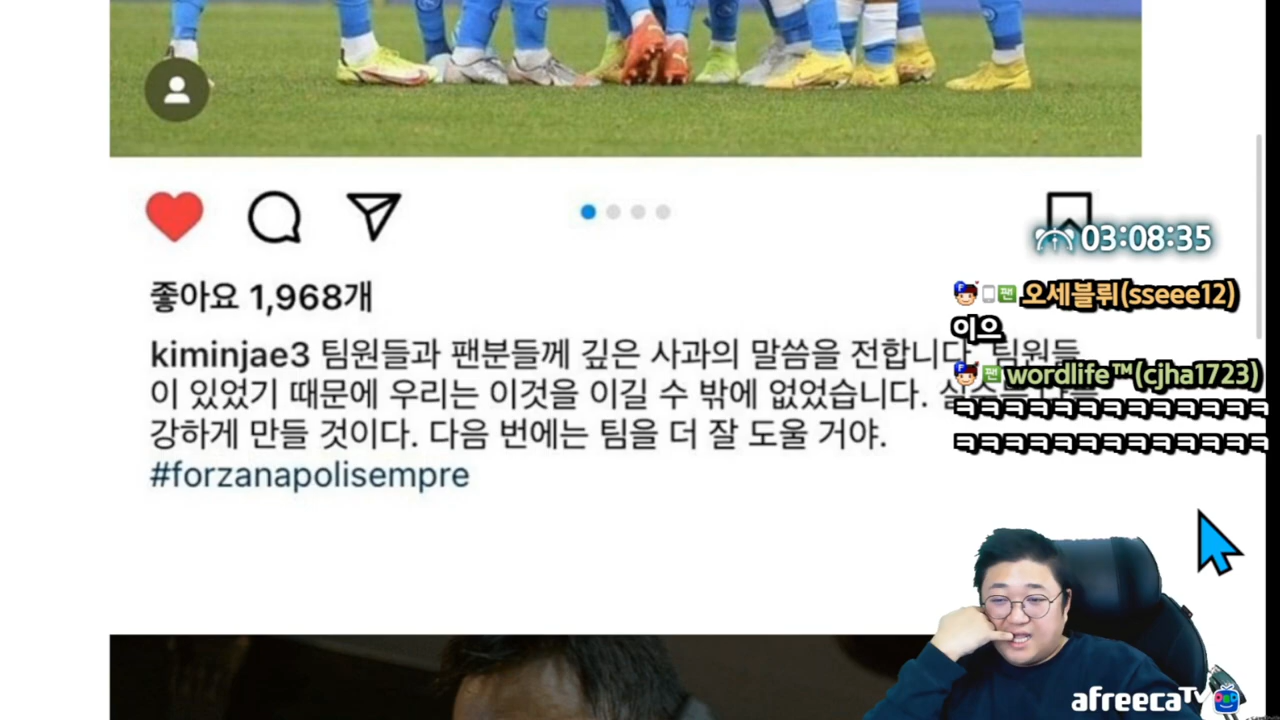 03:08:35
좋아요 1,968개
오세블뤼(sseee12)
이으
kiminjae3 팀원들과 팬분들께 깊은 사과의 말씀을 전합니다. 팀원들
이 있었기 때문에 우리는 이것을 이길 수 밖에 없었습니다.
강하게 만들 것이다. 다음 번에는 팀을 더 잘 도울 거야.
#forzanapolisempre
wordlife™(cjha1723)
ㅋㅋㅋㅋㅋㅋㅋㅋㅋㅋㅋㅋㅋ
ㅋㅋㅋㅋㅋㅋㅋㅋㅋㅋㅋㅋㅋ
afreecaTV